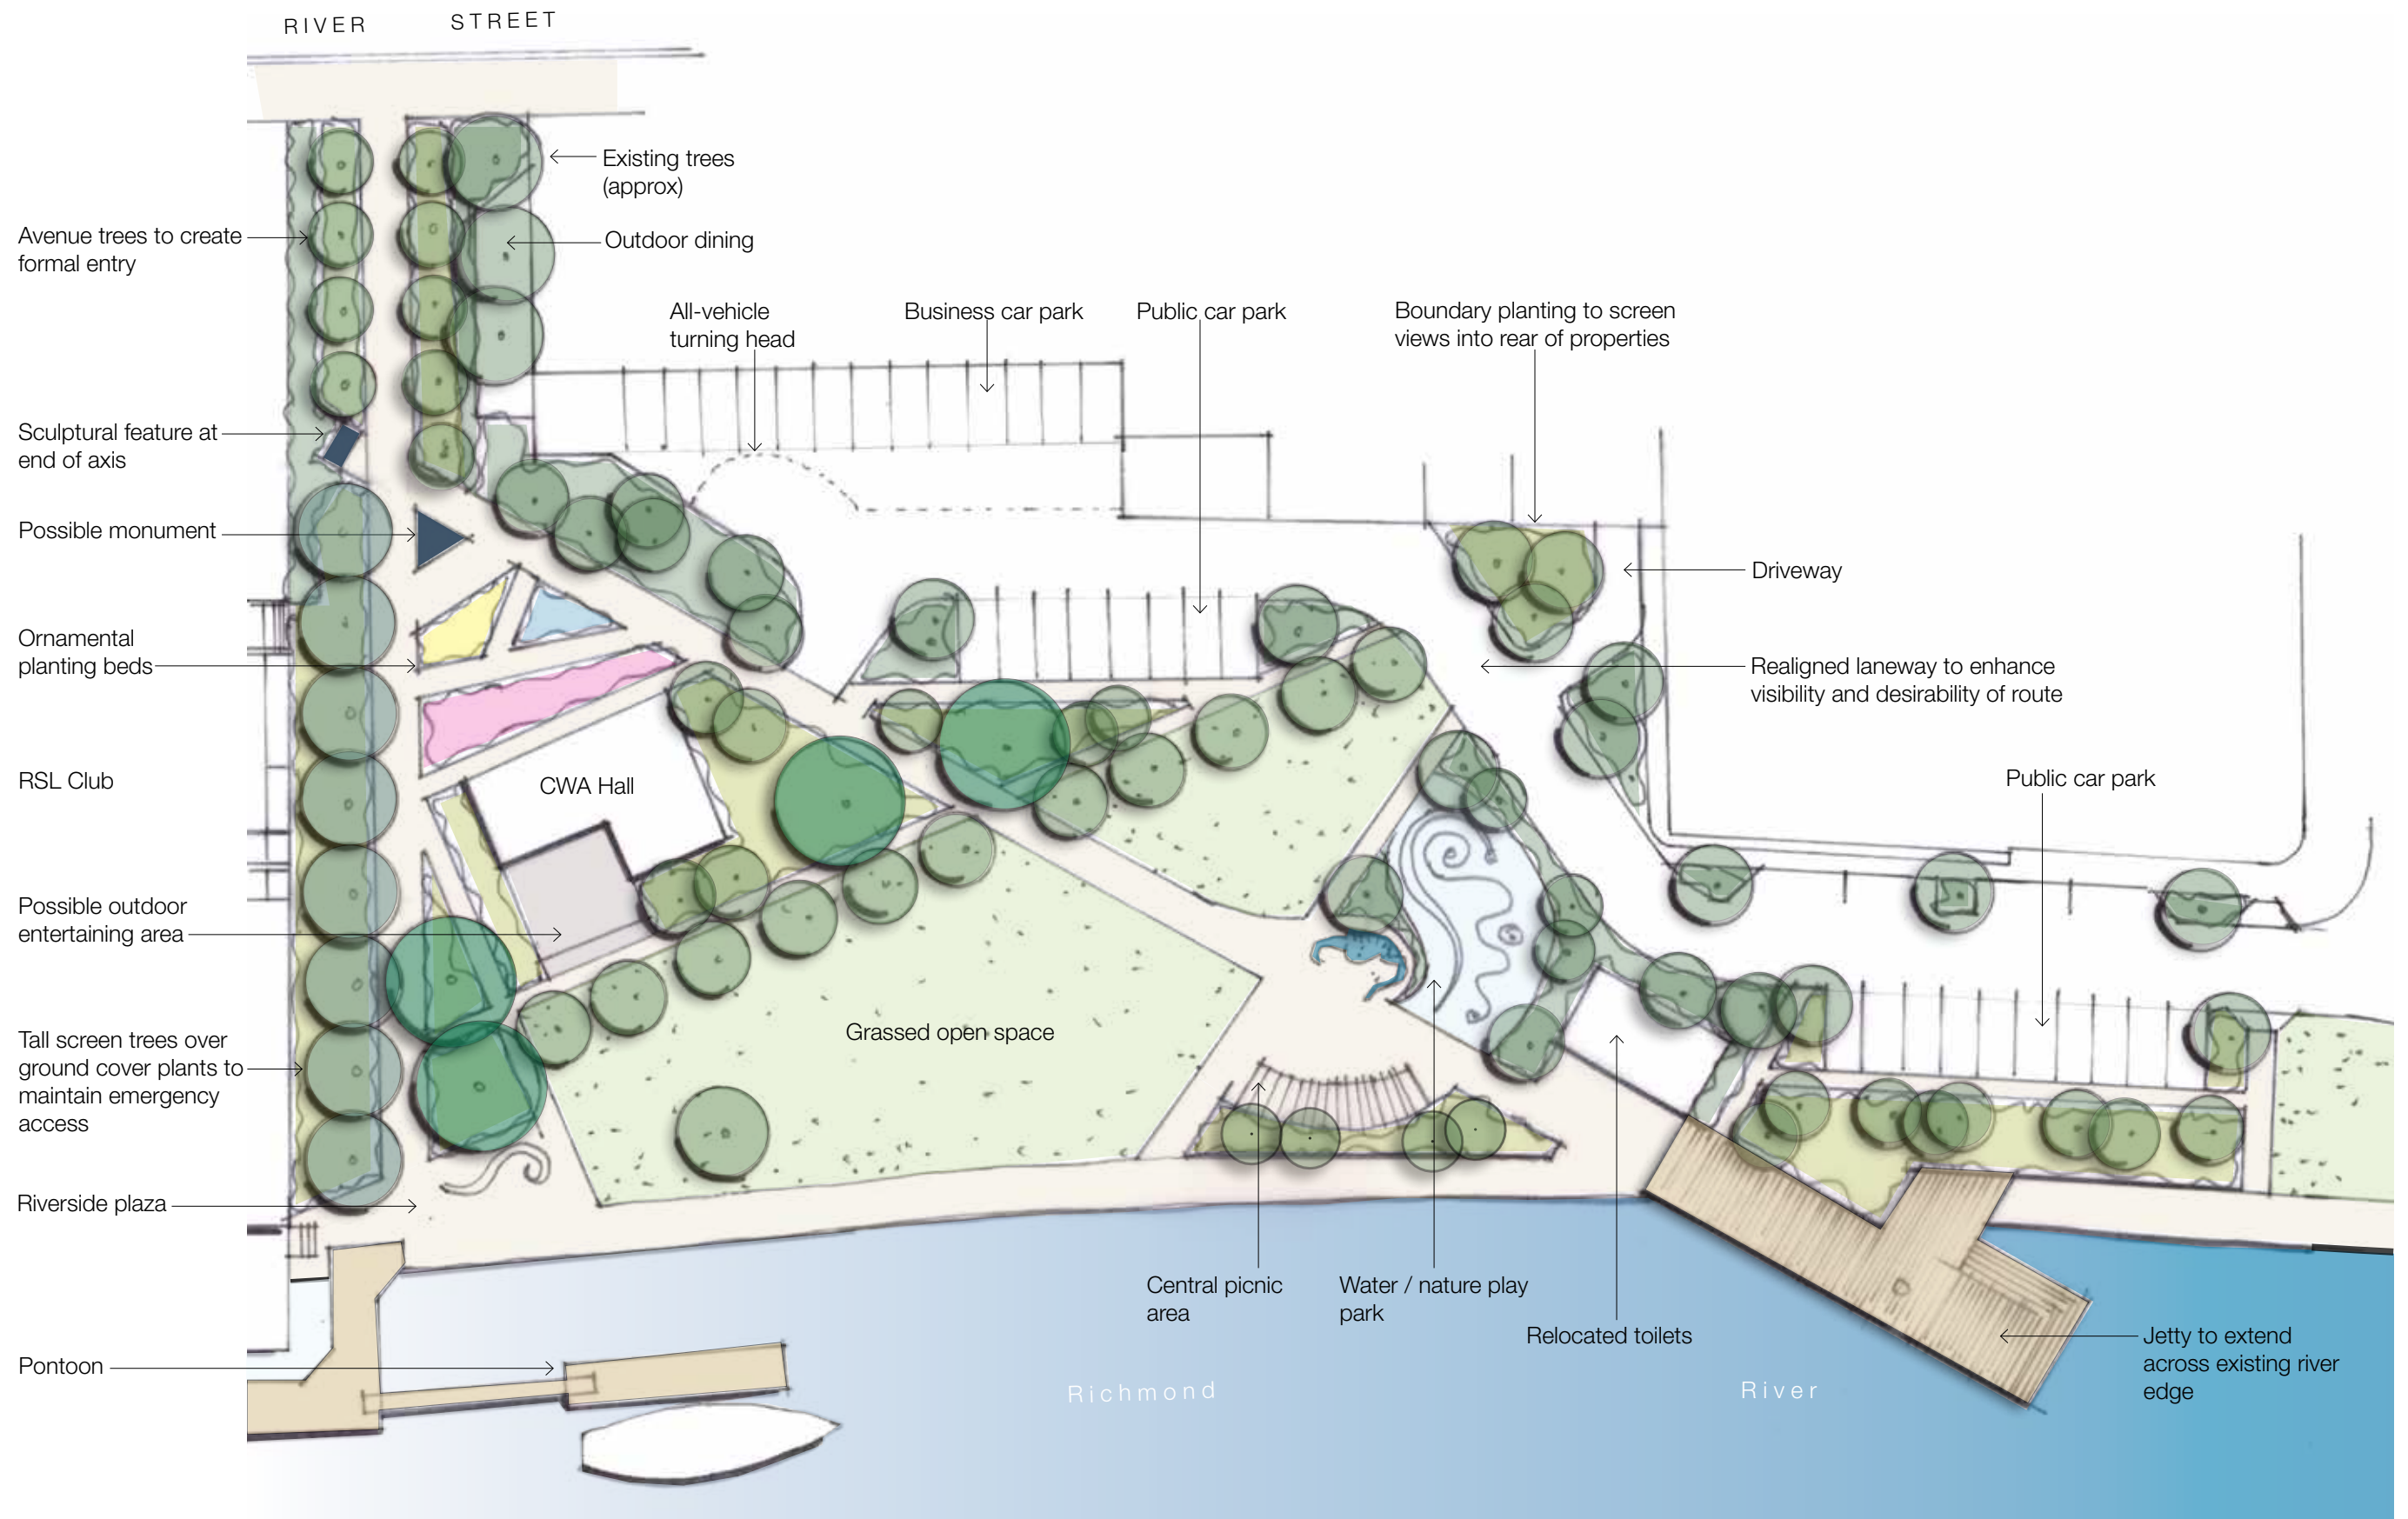 RIVER STREET
Existing trees
(approx)
Avenue trees to create
formal entry
Outdoor dining
All-vehicle
turning head
Business car park
Public car park
Boundary planting to screen
views into rear of properties
Sculptural feature at
end of axis
Possible monument
Driveway
Ornamental
planting beds
Realigned laneway to enhance
visibility and desirability of route
RSL Club
CWA Hall
Public car park
Possible outdoor
entertaining area
Grassed open space
Tall screen trees over
ground cover plants to
maintain emergency
access
Riverside plaza
Central picnic
area
Water / nature play
park
Relocated toilets
Jetty to extend
across existing river
edge
Pontoon
Richmond River